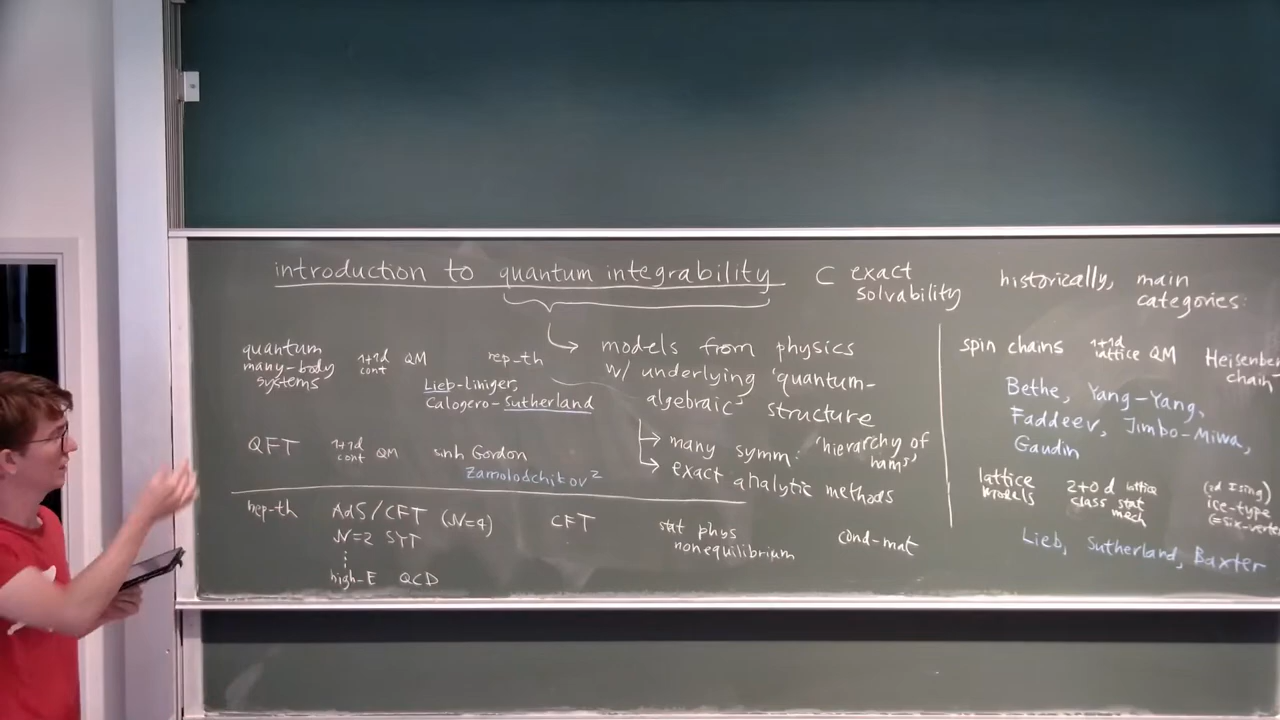 introduction to quantum integrability ⊂ exact solvability
historically, main categories:
quantum many-body systems 1+1d cont QM
rep-th
Lieb-Liniger,
Calogero-Sutherland
QFT 1+1d cont QM sinh Gordon
Zamolodchikov²
models from physics
w/ underlying 'quantum-
algebraic' structure
many symm. 'hierarchy of hams'
exact analytic methods
spin chains 1+1d lattice QM Heisenberg chain
Bethe, Yang-Yang,
Faddeev, Jimbo-Miwa,
Gaudin
lattice models 2+0d lattice class stat mech
(2d Ising)
ice-type
(=six-verte
Lieb, Sutherland, Baxter
hep-th AdS/CFT (N=4) CFT
N=2 SYT
high-E QCD
stat phys
nonequilibrium
cond-mat